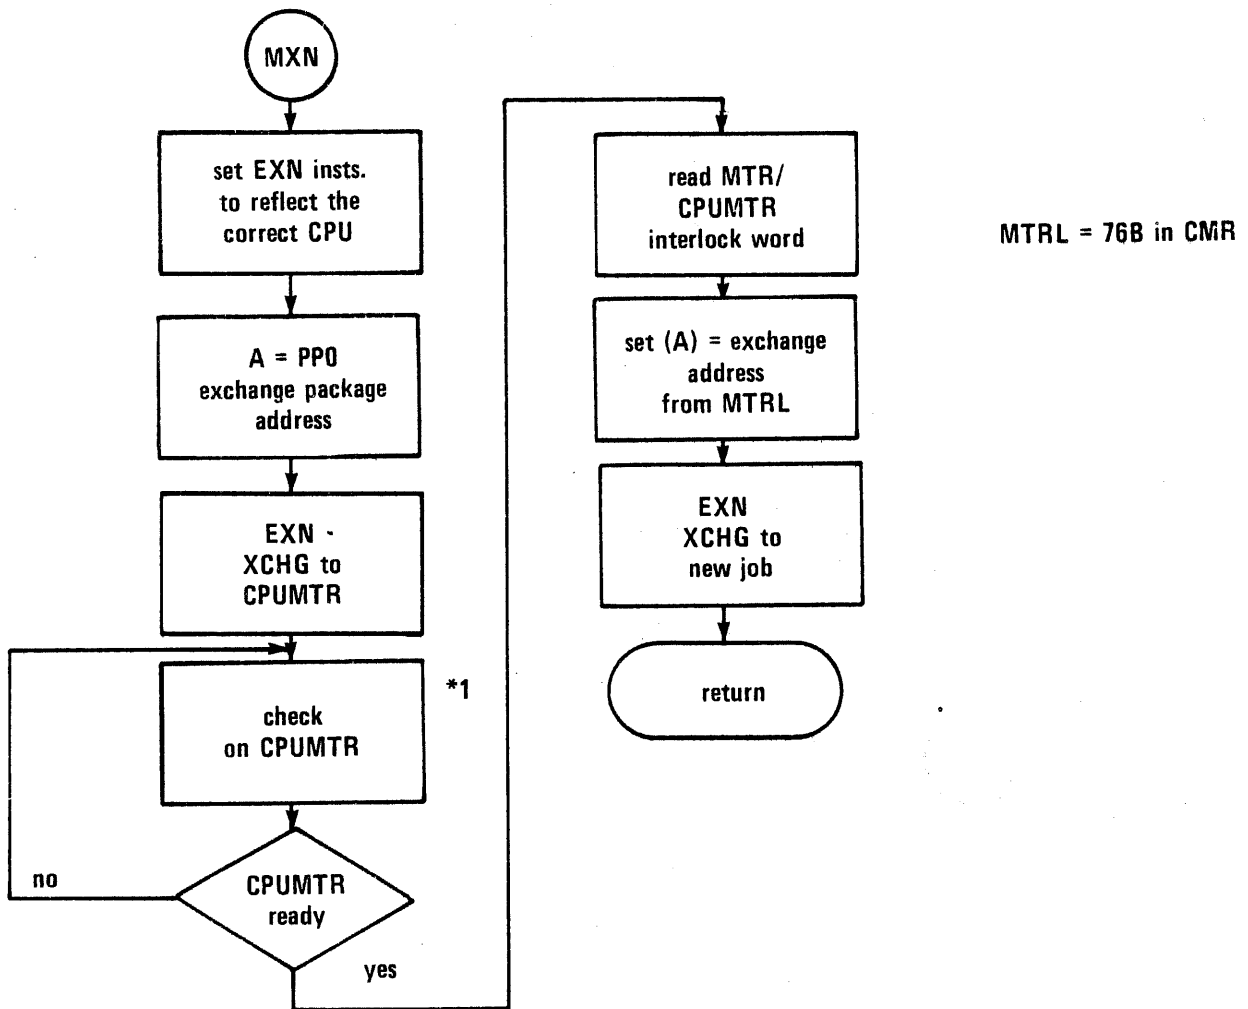 MXN
set EXN insts.
to reflect the
correct CPU
A = PP0
exchange package
address
EXN -
XCHG to
CPUMTR
check
on CPUMTR
*1
CPUMTR
ready
no
yes
read MTR/
CPUMTR
interlock word
set (A) = exchange
address
from MTRL
EXN
XCHG to
new job
return
MTRL = 76B in CMR